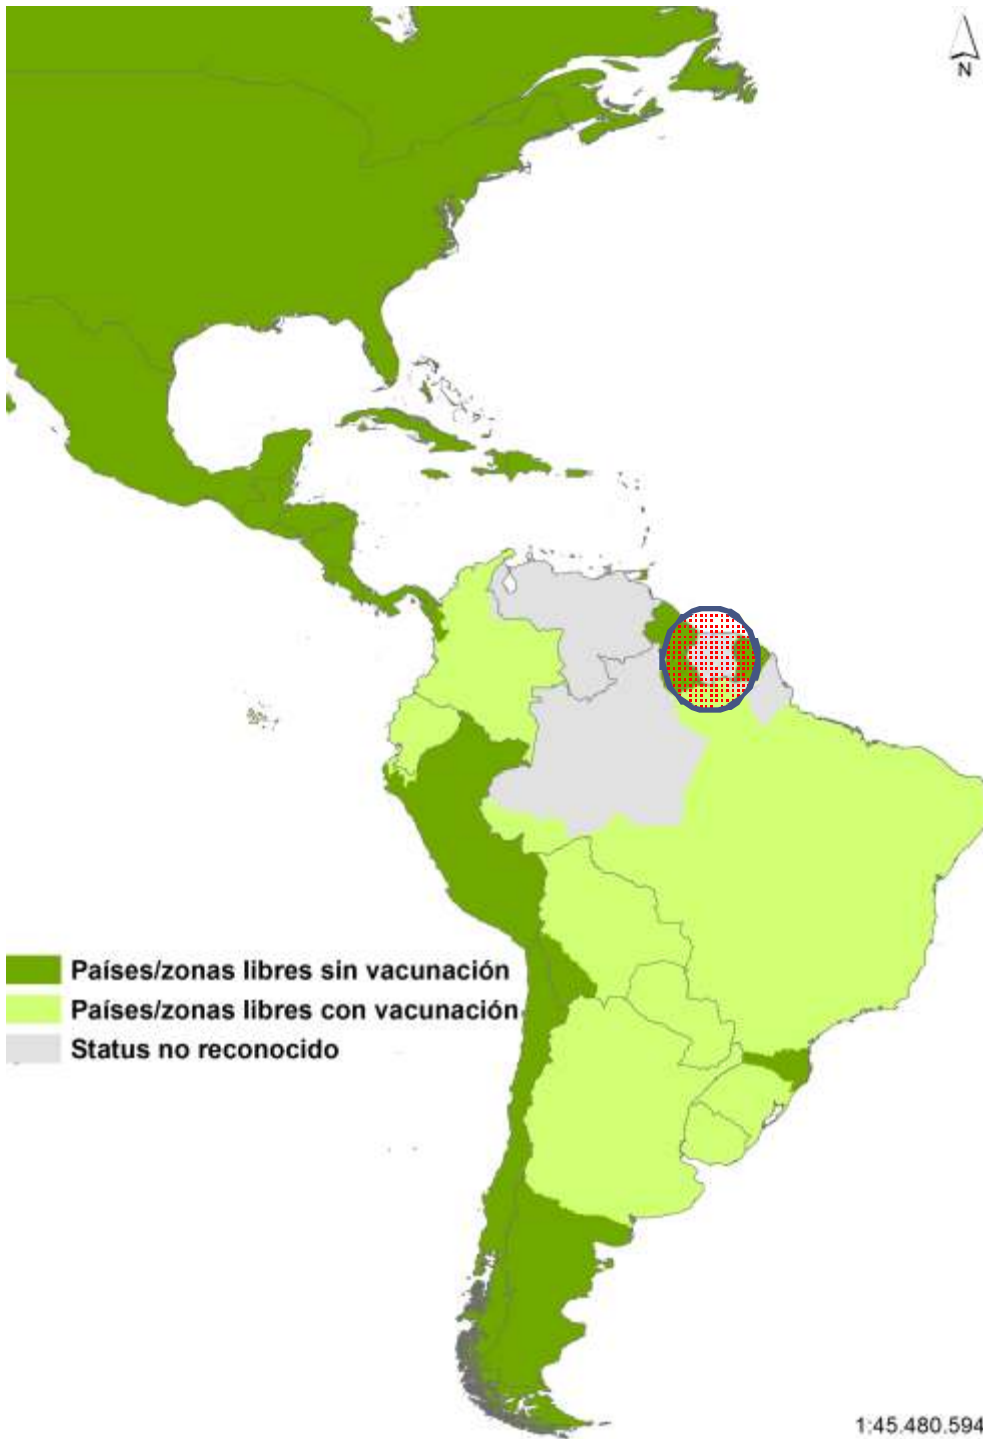 N
Países/zonas libres sin vacunación
Países/zonas libres con vacunación
Status no reconocido
1:45.480.594